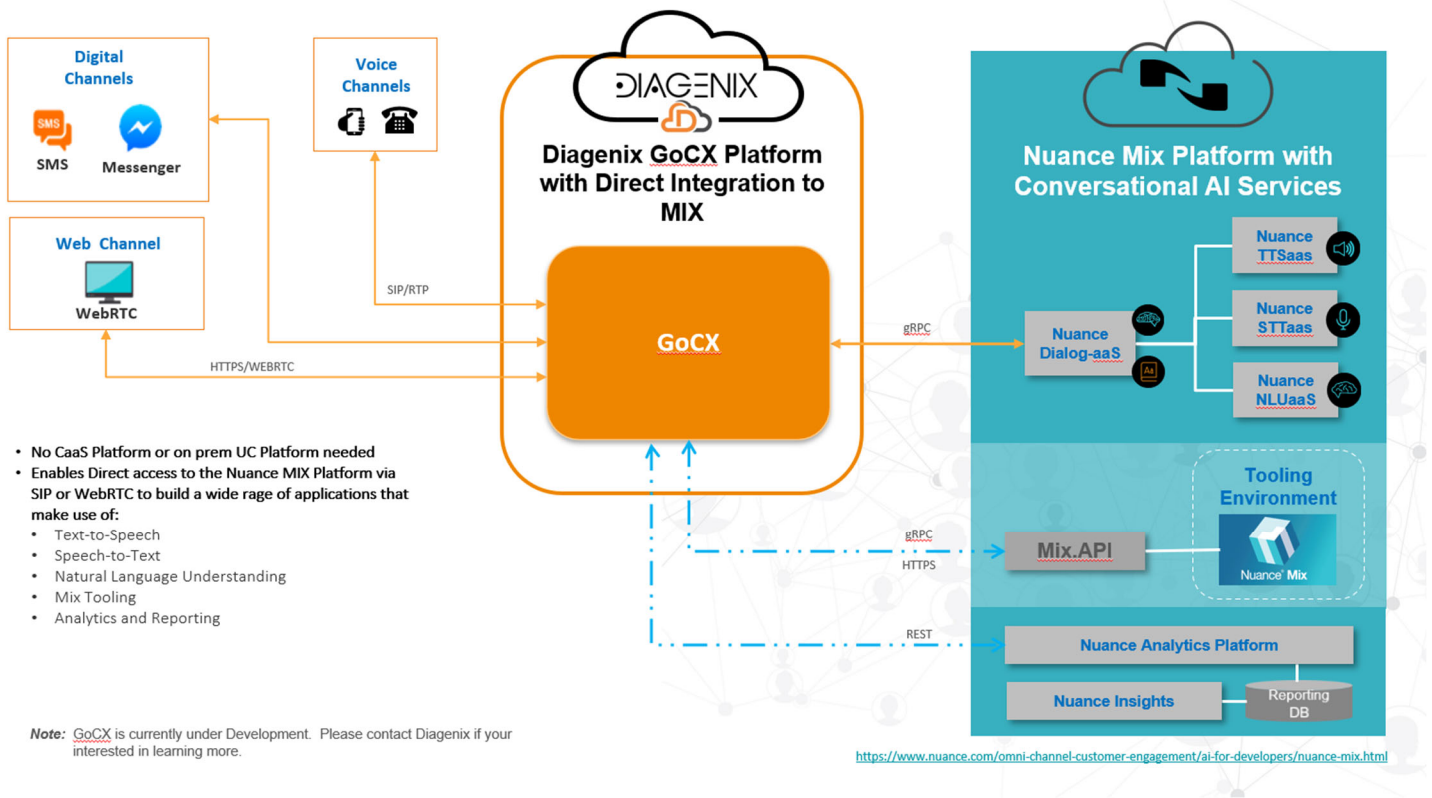 Digital
Channels
SMS
SMS
Messenger
Voice
Channels
Web  Channel
WebRTC
SIP/RTP
HTTPS/WEBRTC
DIAGENIX
D
Diagenix GoCX Platform
with Direct Integration to
MIX
GoCX
gRPC
gRPC
HTTPS
REST
Nuance Mix Platform with
Conversational AI Services
Nuance
Dialog-aaS
Aa
Nuance
TTSaas
Nuance
STTaas
Nuance
NLUaaS
Tooling
Environment
Mix.API
Nuance® Mix
Nuance Analytics Platform
Nuance Insights
Reporting
DB
• No CaaS Platform or on prem UC Platform needed
• Enables Direct access to the Nuance MIX Platform via
SIP or WebRTC to build a wide rage of applications that
make use of:
• Text-to-Speech
• Speech-to-Text
• Natural Language Understanding
• Mix Tooling
• Analytics and Reporting
Note: GoCX is currently under Development.  Please contact Diagenix if your
interested in learning more.
https://www.nuance.com/omni-channel-customer-engagement/ai-for-developers/nuance-mix.html